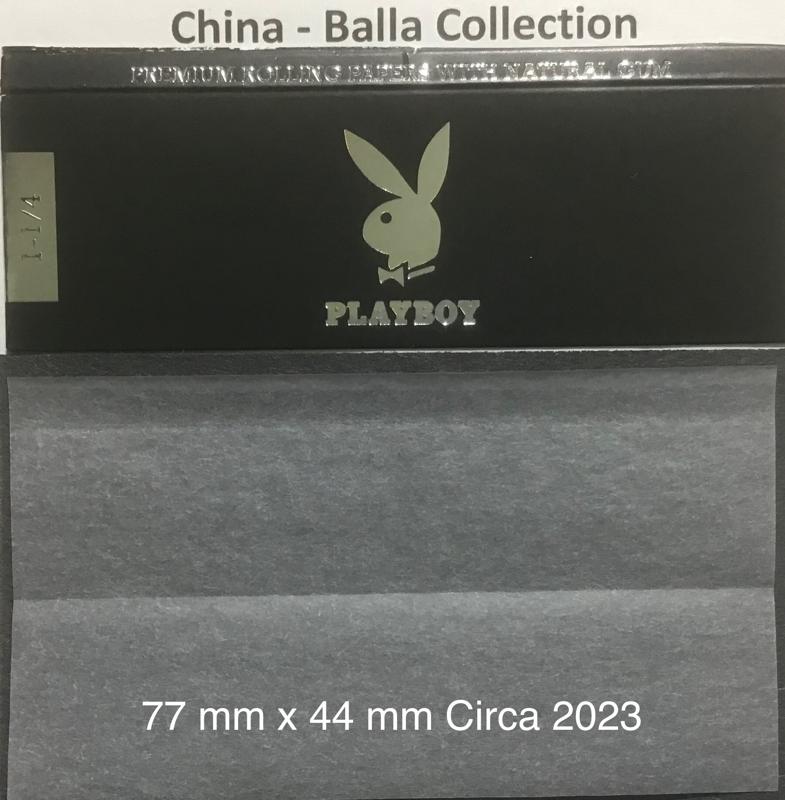 China - Balla Collection
PREMIUM ROLLING PAPERS WITH NATURAL GUM
1-1/4
PLAYBOY
77 mm x 44 mm Circa 2023